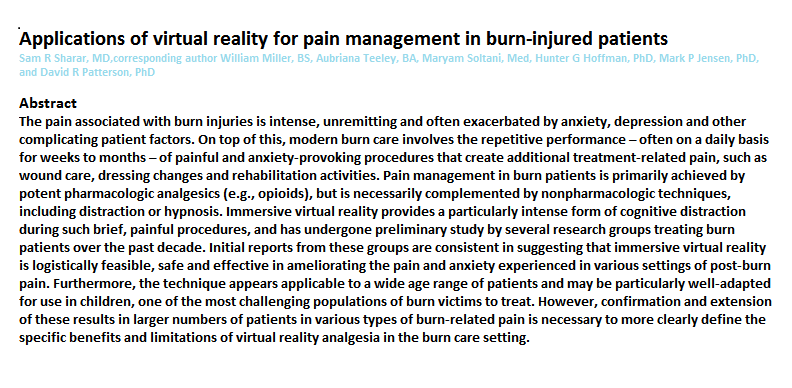 Applications of virtual reality for pain management in burn-injured patients
Sam R Sharar, MD,corresponding author William Miller, BS, Aubriana Teeley, BA, Maryam Soltani, Med, Hunter G Hoffman, PhD, Mark P Jensen, PhD,
and David R Patterson, PhD
Abstract
The pain associated with burn injuries is intense, unremitting and often exacerbated by anxiety, depression and other
complicating patient factors. On top of this, modern burn care involves the repetitive performance – often on a daily basis
for weeks to months – of painful and anxiety-provoking procedures that create additional treatment-related pain, such as
wound care, dressing changes and rehabilitation activities. Pain management in burn patients is primarily achieved by
potent pharmacologic analgesics (e.g., opioids), but is necessarily complemented by nonpharmacologic techniques,
including distraction or hypnosis. Immersive virtual reality provides a particularly intense form of cognitive distraction
during such brief, painful procedures, and has undergone preliminary study by several research groups treating burn
patients over the past decade. Initial reports from these groups are consistent in suggesting that immersive virtual reality
is logistically feasible, safe and effective in ameliorating the pain and anxiety experienced in various settings of post-burn
pain. Furthermore, the technique appears applicable to a wide age range of patients and may be particularly well-adapted
for use in children, one of the most challenging populations of burn victims to treat. However, confirmation and extension
of these results in larger numbers of patients in various types of burn-related pain is necessary to more clearly define the
specific benefits and limitations of virtual reality analgesia in the burn care setting.